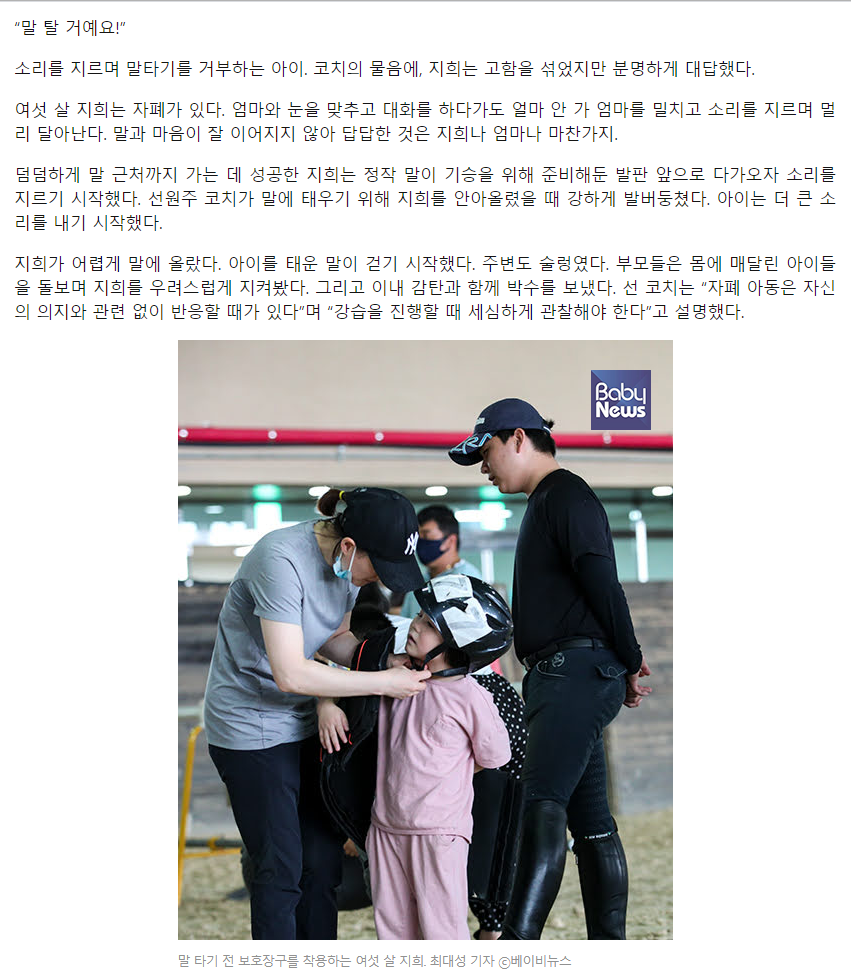 “말 탈 거예요!”
소리를 지르며 말타기를 거부하는 아이. 코치의 물음에, 지희는 고함을 섞었지만 분명하게 대답했다.
여섯 살 지희는 자폐가 있다. 엄마와 눈을 맞추고 대화를 하다가도 얼마 안 가 엄마를 밀치고 소리를 지르며 멀
리 달아난다. 말과 마음이 잘 이어지지 않아 답답한 것은 지희나 엄마나 마찬가지.
덤덤하게 말 근처까지 가는 데 성공한 지희는 정작 말이 기승을 위해 준비해둔 발판 앞으로 다가오자 소리를
지르기 시작했다. 선원주 코치가 말에 태우기 위해 지희를 안아올렸을 때 강하게 발버둥쳤다. 아이는 더 큰 소
리를 내기 시작했다.
지희가 어렵게 말에 올랐다. 아이를 태운 말이 걷기 시작했다. 주변도 술렁였다. 부모들은 몸에 매달린 아이들
을 돌보며 지희를 우려스럽게 지켜봤다. 그리고 이내 감탄과 함께 박수를 보냈다. 선 코치는 “자폐 아동은 자신
의 의지와 관련 없이 반응할 때가 있다”며 “강습을 진행할 때 세심하게 관찰해야 한다”고 설명했다.
Baby
News
NY
말 타기 전 보호장구를 착용하는 여섯 살 지희. 최대성 기자 ⓒ베이비뉴스